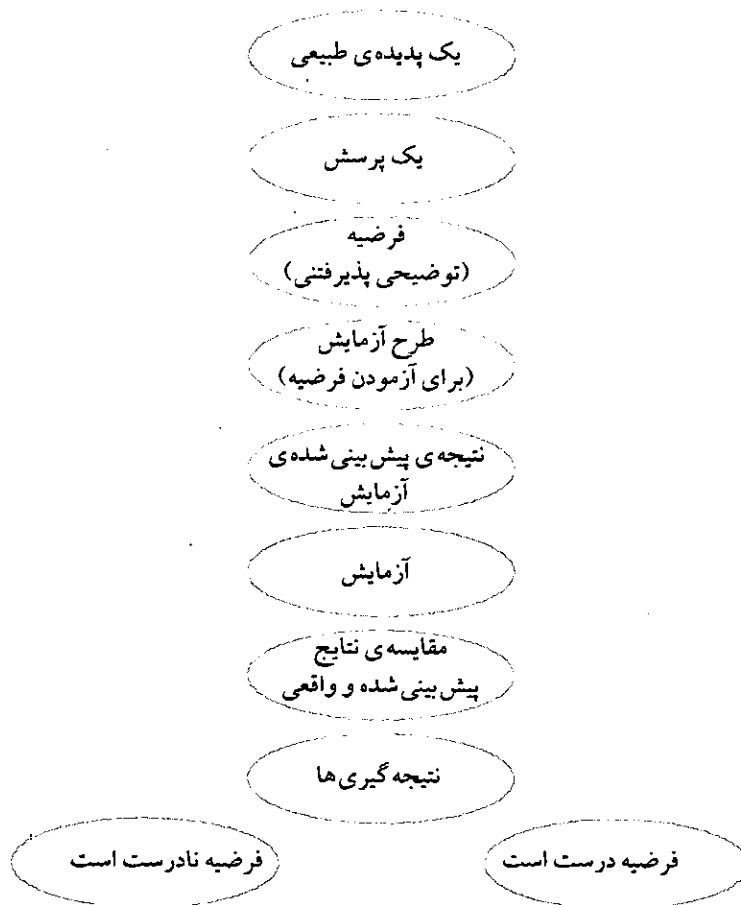 یک پدیده‌ی طبیعی
یک پرسش
فرضیه
(توضیحی پذیرفتنی)
طرح آزمایش
(برای آزمودن فرضیه)
نتیجه‌ی پیش‌بینی‌شده‌ی
آزمایش
آزمایش
مقایسه‌ی نتایج
پیش‌بینی‌شده و واقعی
نتیجه‌گیری‌ها
فرضیه درست است
فرضیه نادرست است